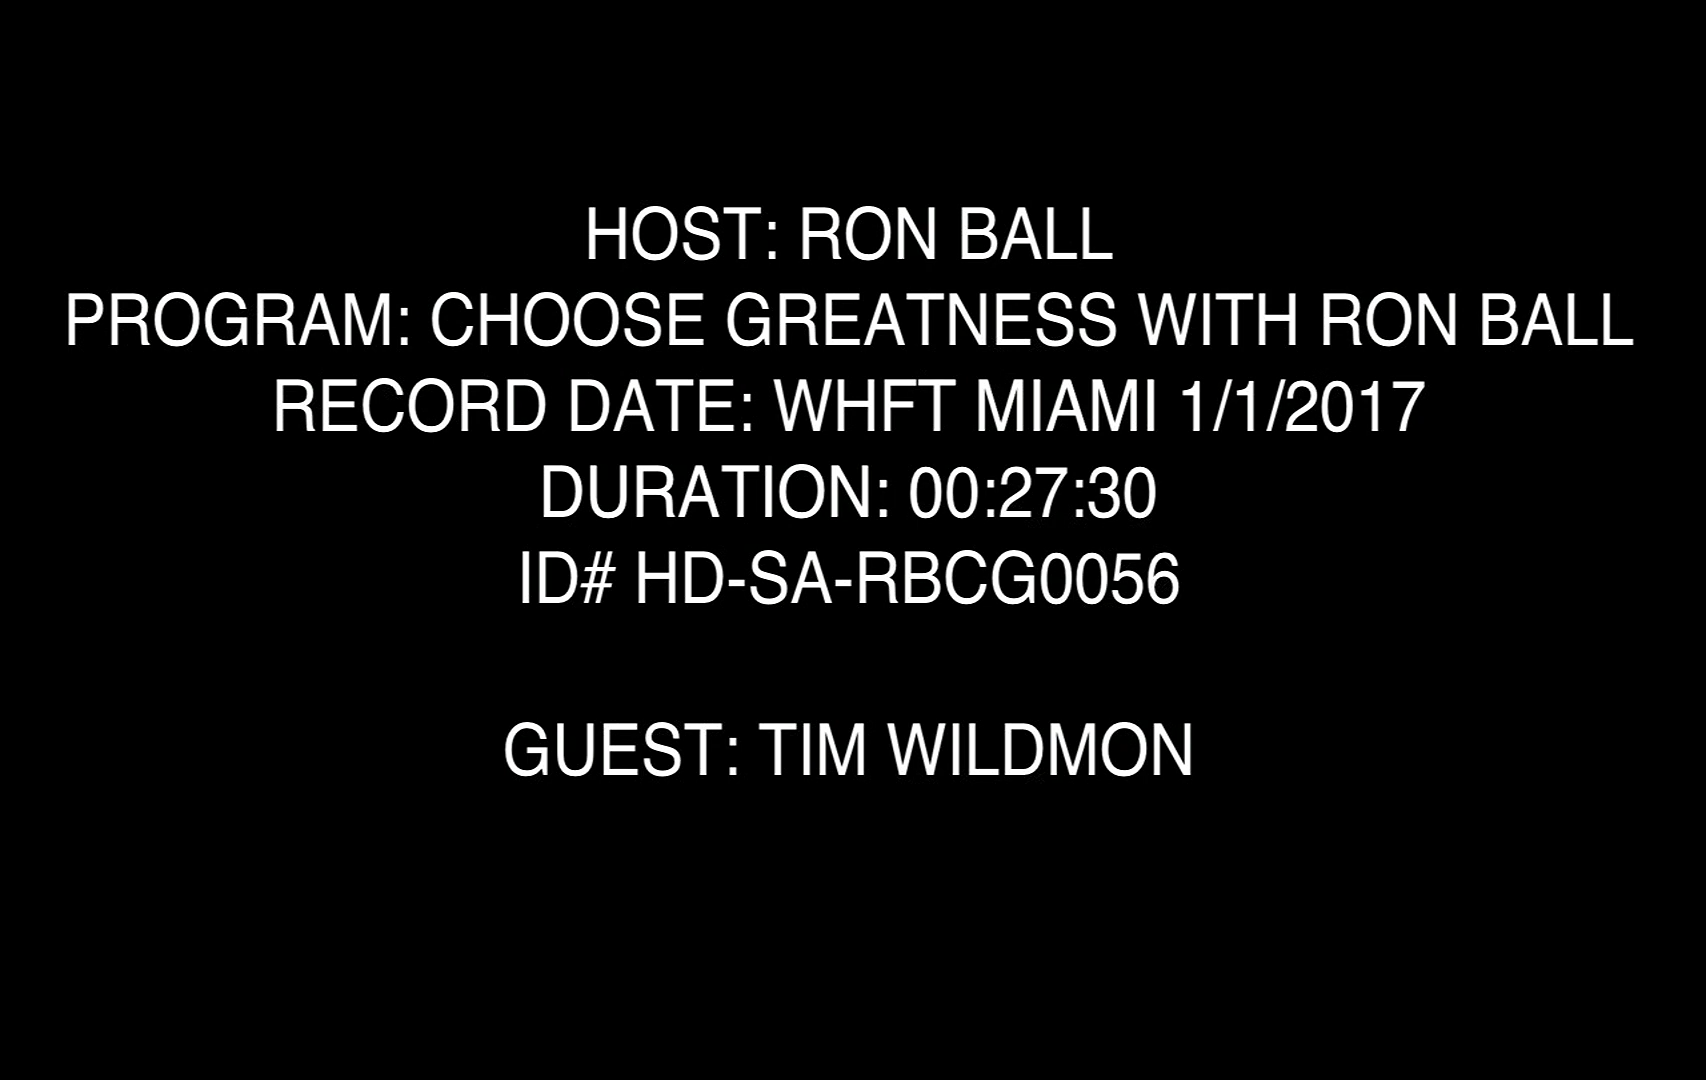 HOST: RON BALL
PROGRAM: CHOOSE GREATNESS WITH RON BALL
RECORD DATE: WHFT MIAMI 1/1/2017
DURATION: 00:27:30
ID# HD-SA-RBCG0056
GUEST: TIM WILDMON